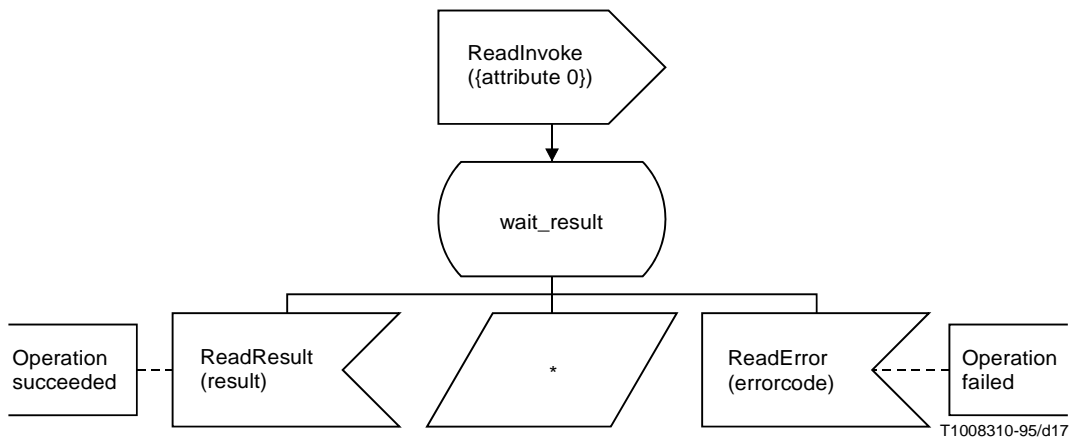 ReadInvoke
({attribute 0})
wait_result
Operation
succeeded
ReadResult
(result)
*
ReadError
(errorcode)
Operation
failed
T1008310-95/d17